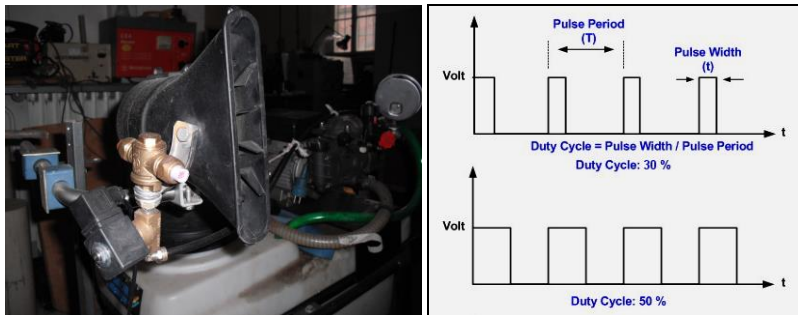 Pulse Period
(T)
Pulse Width
(t)
Volt
t
Duty Cycle = Pulse Width / Pulse Period
Duty Cycle: 30 %
Volt
t
Duty Cycle: 50 %